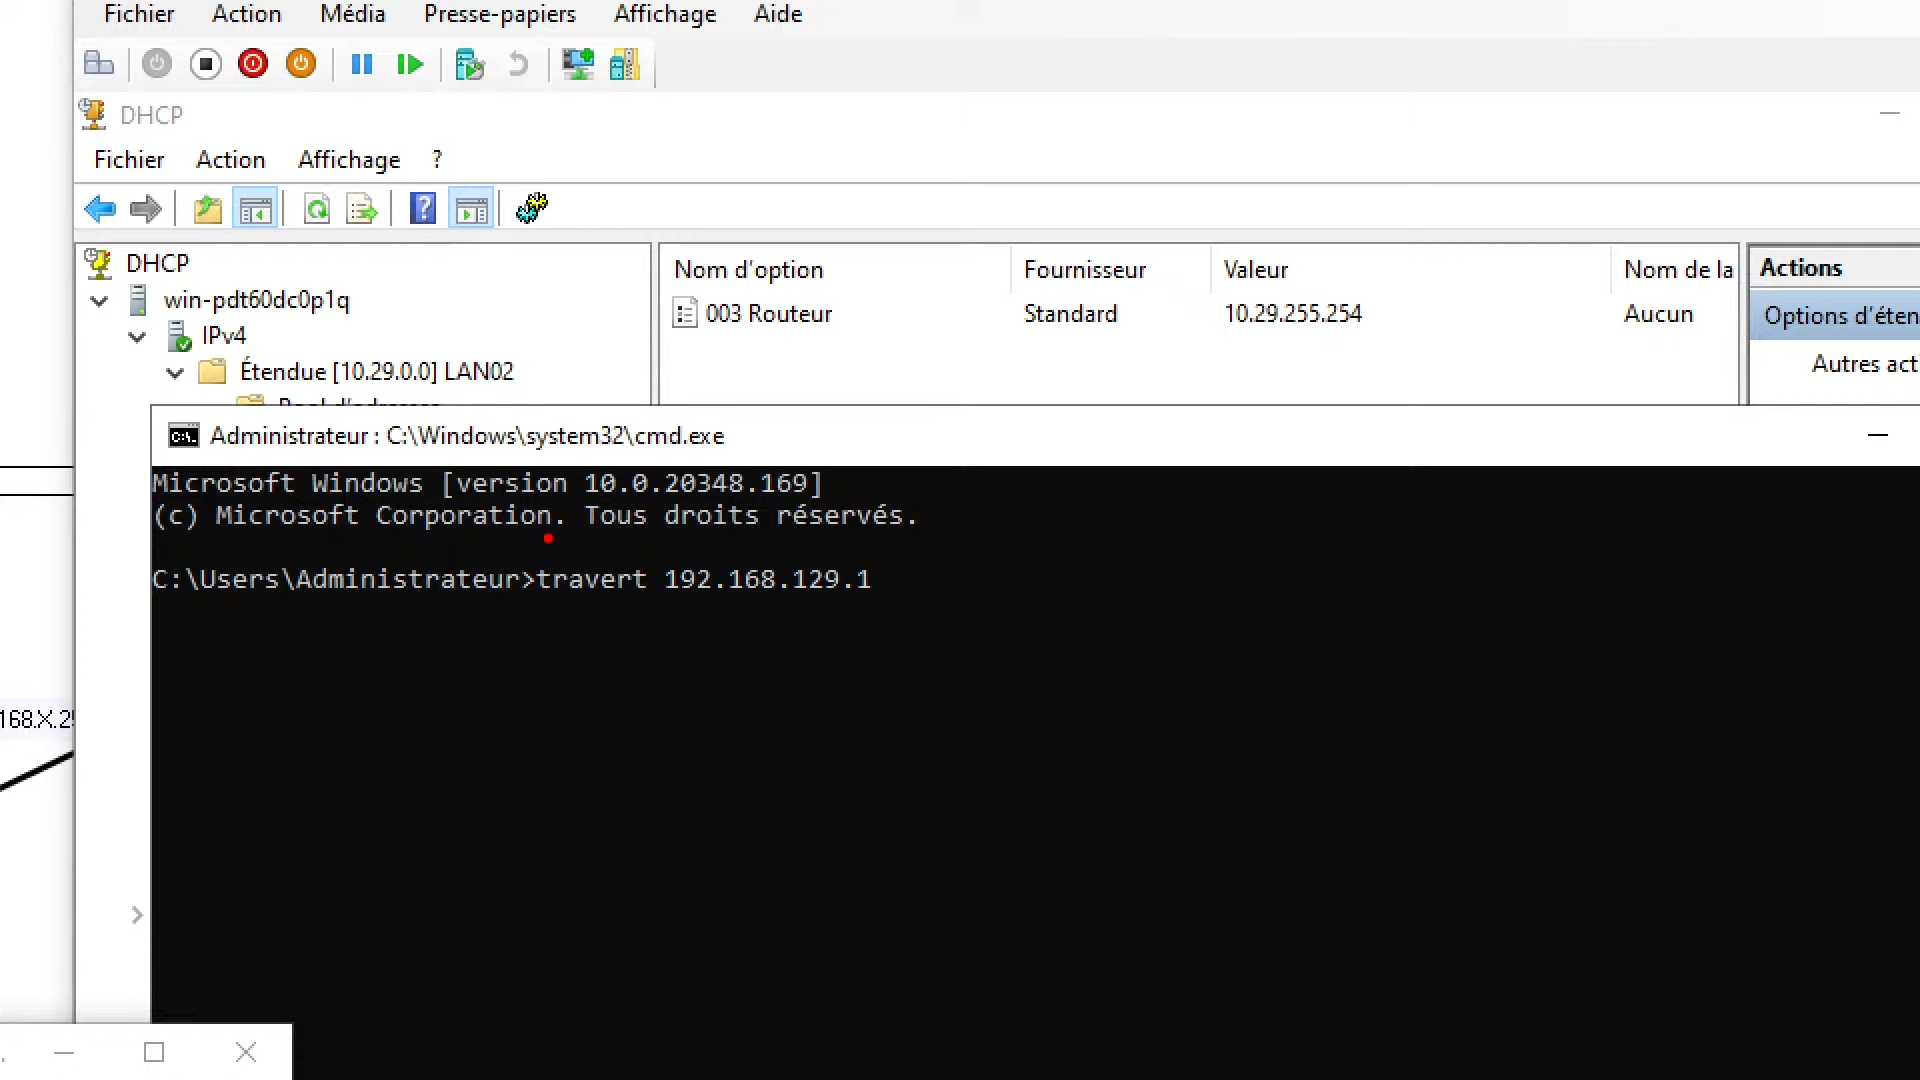 Fichier Action Média Presse-papiers Affichage Aide
DHCP
Fichier Action Affichage ?
DHCP
win-pdt60dc0p1q
IPv4
Étendue [10.29.0.0] LAN02
Nom d'option Fournisseur Valeur Nom de la
003 Routeur Standard 10.29.255.254 Aucun
Actions
Options d'éten
Autres acti
Administrateur : C:\Windows\system32\cmd.exe
Microsoft Windows [version 10.0.20348.169]
(c) Microsoft Corporation. Tous droits réservés.
C:\Users\Administrateur>travert 192.168.129.1
168.X.2